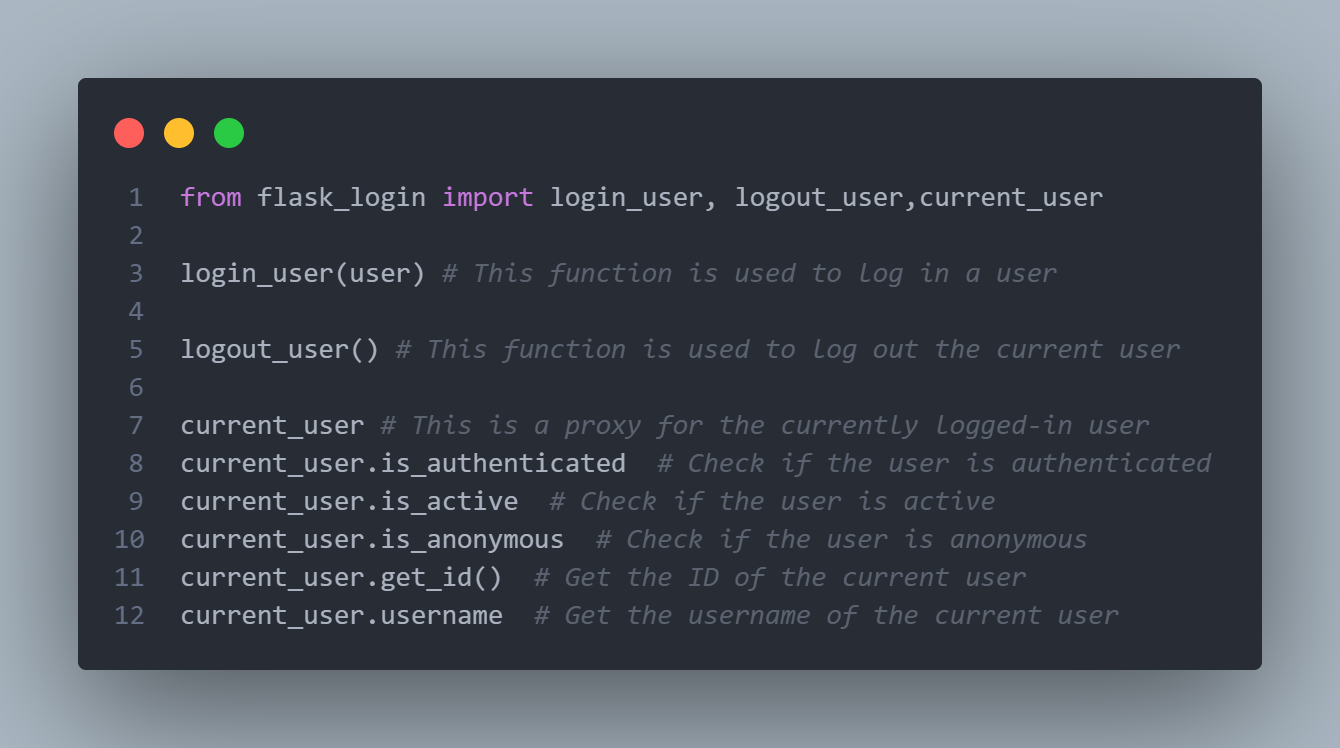 1 from flask_login import login_user, logout_user,current_user
2
3 login_user(user) # This function is used to log in a user
4
5 logout_user() # This function is used to log out the current user
6
7 current_user # This is a proxy for the currently logged-in user
8 current_user.is_authenticated  # Check if the user is authenticated
9 current_user.is_active  # Check if the user is active
10 current_user.is_anonymous  # Check if the user is anonymous
11 current_user.get_id()  # Get the ID of the current user
12 current_user.username  # Get the username of the current user